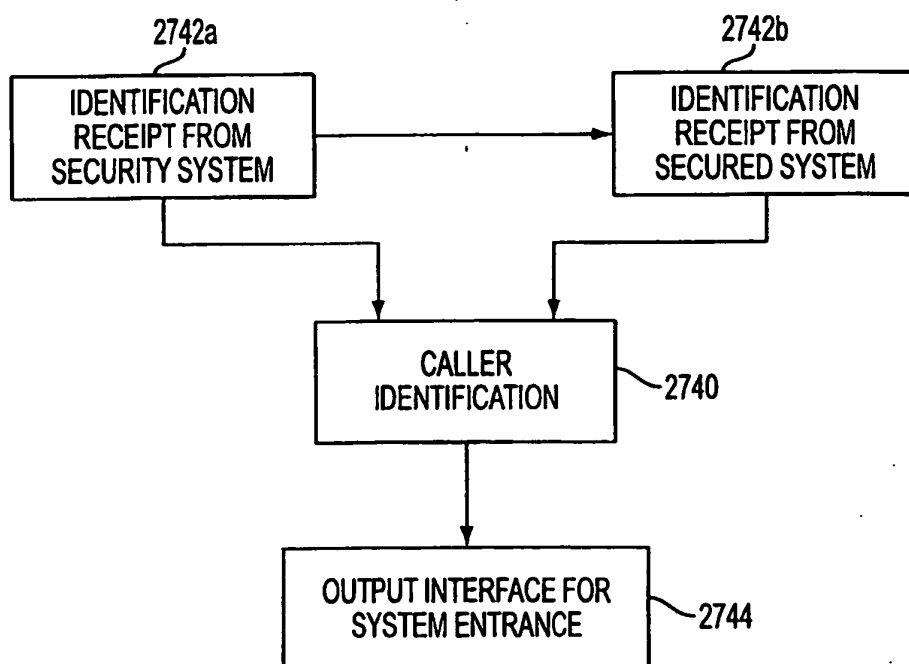 2742a
IDENTIFICATION
RECEIPT FROM
SECURITY SYSTEM
2742b
IDENTIFICATION
RECEIPT FROM
SECURED SYSTEM
CALLER
IDENTIFICATION
2740
OUTPUT INTERFACE FOR
SYSTEM ENTRANCE
2744